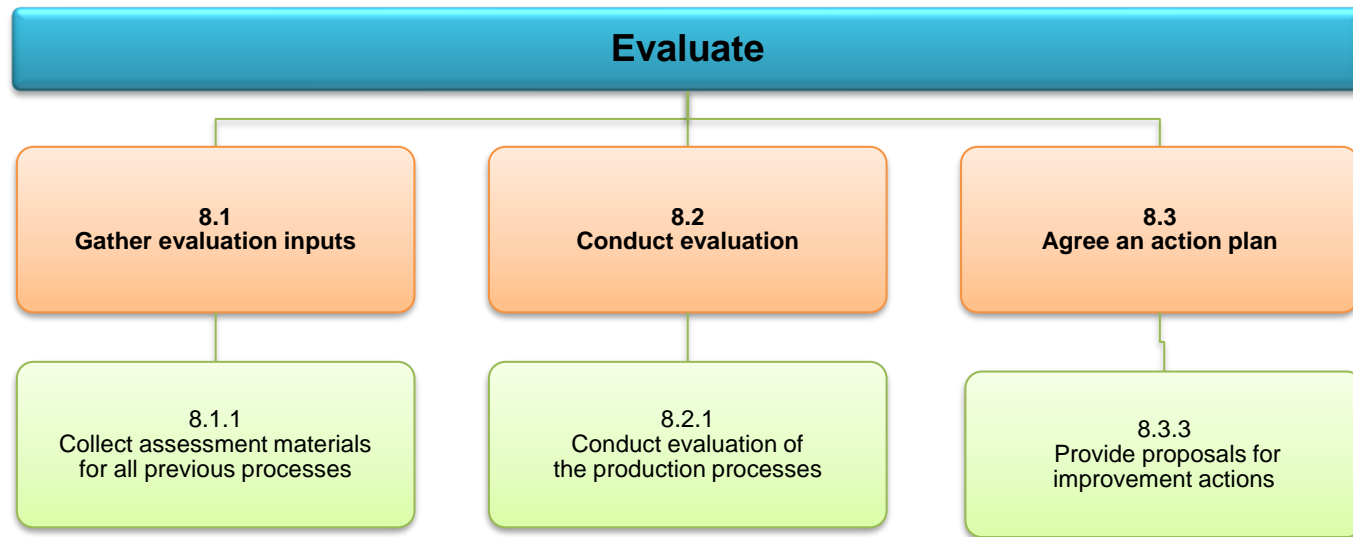 Evaluate
8.1
Gather evaluation inputs
8.2
Conduct evaluation
8.3
Agree an action plan
8.1.1
Collect assessment materials
for all previous processes
8.2.1
Conduct evaluation of
the production processes
8.3.3
Provide proposals for
improvement actions